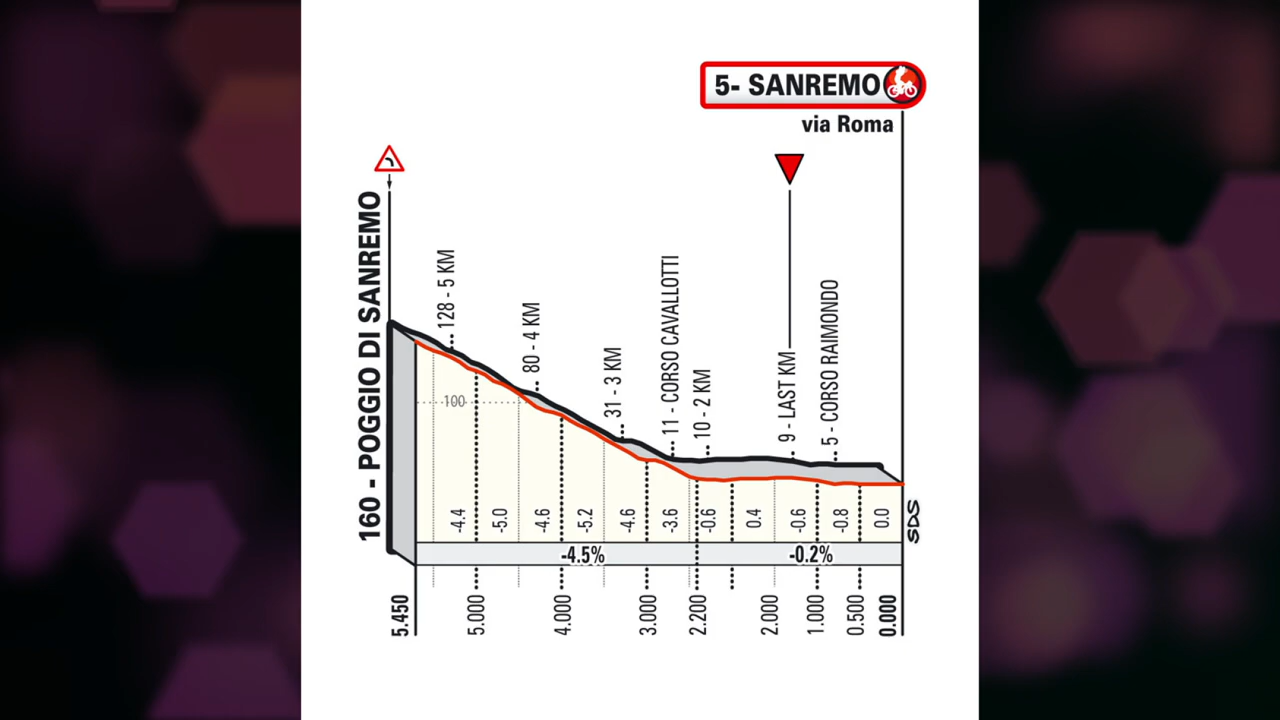 5- SANREMO
via Roma
160 - POGGIO DI SANREMO
128 - 5 KM
80 - 4 KM
31 - 3 KM
11 - CORSO CAVALLOTTI
10 - 2 KM
9 - LAST KM
5 - CORSO RAIMONDO
100
-4.4
-5.0
-4.6
-5.2
-4.6
-3.6
-0.6
0.4
-0.6
-0.8
0.0
SDS
-4.5%
-0.2%
5.450
5.000
4.000
3.000
2.200
2.000
1.000
0.500
0.000